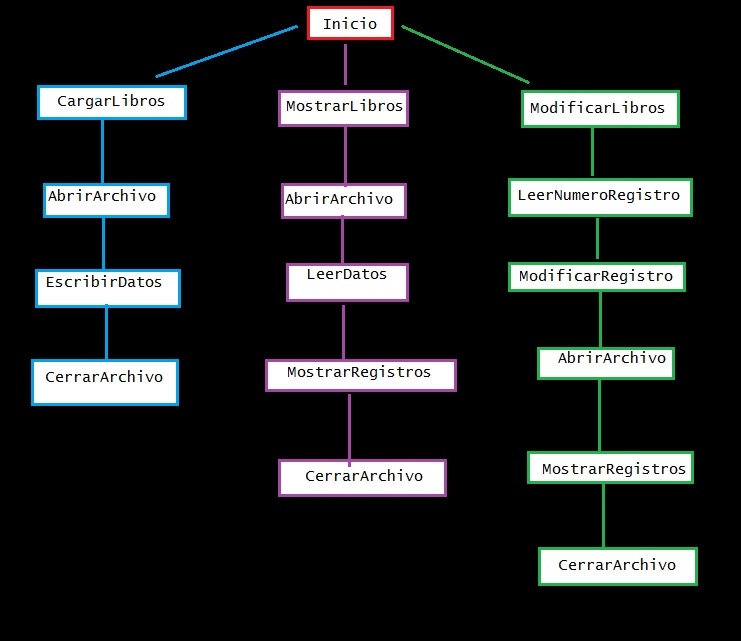 Inicio
CargarLibros
AbrirArchivo
EscribirDatos
CerrarArchivo
MostrarLibros
AbrirArchivo
LeerDatos
MostrarRegistros
CerrarArchivo
ModificarLibros
LeerNumeroRegistro
ModificarRegistro
AbrirArchivo
MostrarRegistros
CerrarArchivo